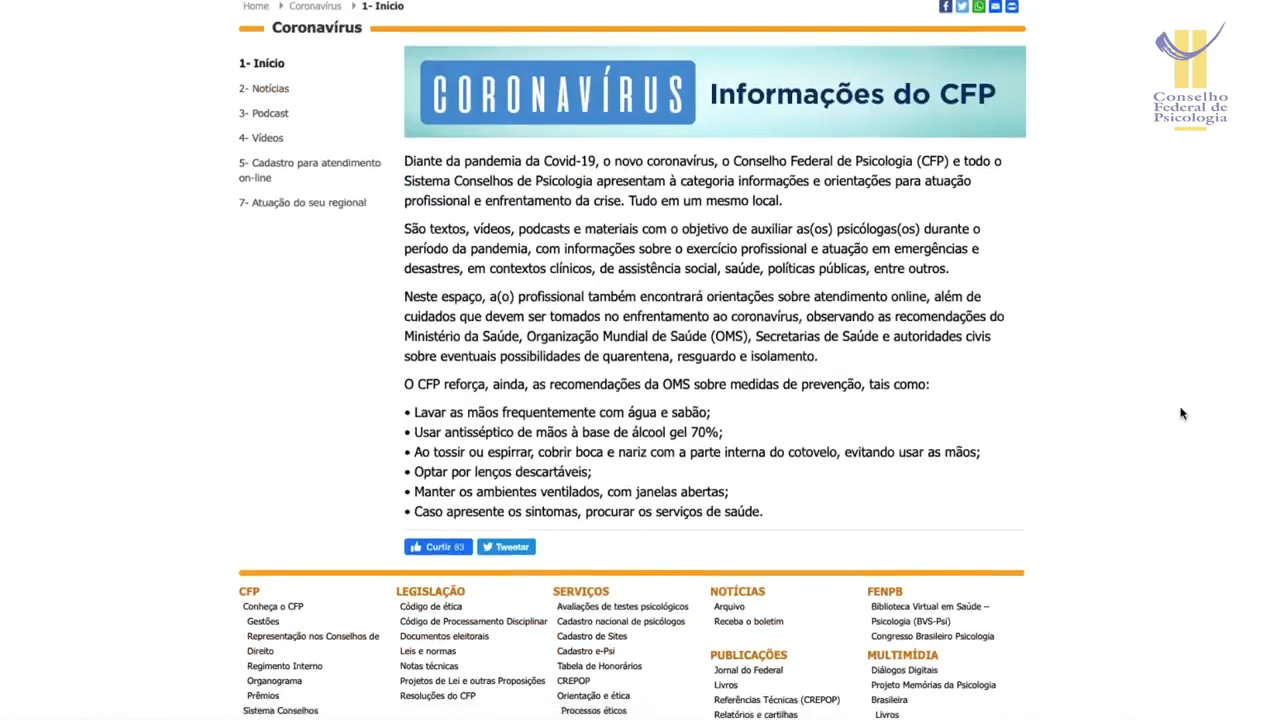 Home Coronavírus 1- Início
Coronavírus
1- Início
2- Notícias
3- Podcast
4- Vídeos
5- Cadastro para atendimento
on-line
7- Atuação do seu regional
CORONAVÍRUS Informações do CFP
Conselho
Federal de
Psicologia
Diante da pandemia da Covid-19, o novo coronavírus, o Conselho Federal de Psicologia (CFP) e todo o
Sistema Conselhos de Psicologia apresentam à categoria informações e orientações para atuação
profissional e enfrentamento da crise. Tudo em um mesmo local.
São textos, vídeos, podcasts e materiais com o objetivo de auxiliar as(os) psicólogas(os) durante o
período da pandemia, com informações sobre o exercício profissional e atuação em emergências e
desastres, em contextos clínicos, de assistência social, saúde, políticas públicas, entre outros.
Neste espaço, a(o) profissional também encontrará orientações sobre atendimento online, além de
cuidados que devem ser tomados no enfrentamento ao coronavírus, observando as recomendações do
Ministério da Saúde, Organização Mundial de Saúde (OMS), Secretarias de Saúde e autoridades civis
sobre eventuais possibilidades de quarentena, resguardo e isolamento.
O CFP reforça, ainda, as recomendações da OMS sobre medidas de prevenção, tais como:
• Lavar as mãos frequentemente com água e sabão;
• Usar antisséptico de mãos à base de álcool gel 70%;
• Ao tossir ou espirrar, cobrir boca e nariz com a parte interna do cotovelo, evitando usar as mãos;
• Optar por lenços descartáveis;
• Manter os ambientes ventilados, com janelas abertas;
• Caso apresente os sintomas, procurar os serviços de saúde.
Curtir 83 Tweetar
CFP
Conheça o CFP
Gestões
Representação nos Conselhos de
Direito
Regimento Interno
Organograma
Prêmios
Sistema Conselhos
LEGISLAÇÃO
Código de ética
Código de Processamento Disciplinar
Documentos eleitorais
Leis e normas
Notas técnicas
Projetos de Lei e outras Proposições
Resoluções do CFP
SERVIÇOS
Avaliações de testes psicológicos
Cadastro nacional de psicólogos
Cadastro de Sites
Cadastro e-Psi
Tabela de Honorários
CREPOP
Orientação e ética
Processos éticos
NOTÍCIAS
Arquivo
Receba o boletim
PUBLICAÇÕES
Jornal do Federal
Livros
Referências Técnicas (CREPOP)
Relatórios e cartilhas
FENPB
Biblioteca Virtual em Saúde –
Psicologia (BVS-Psi)
Congresso Brasileiro Psicologia
MULTIMÍDIA
Diálogos Digitais
Projeto Memórias da Psicologia
Brasileira
Livros